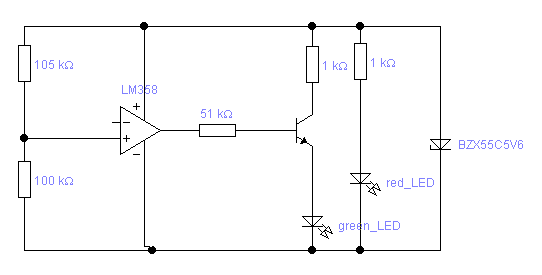 105 kΩ
LM358
51 kΩ
1 kΩ
1 kΩ
BZX55C5V6
100 kΩ
red_LED
green_LED